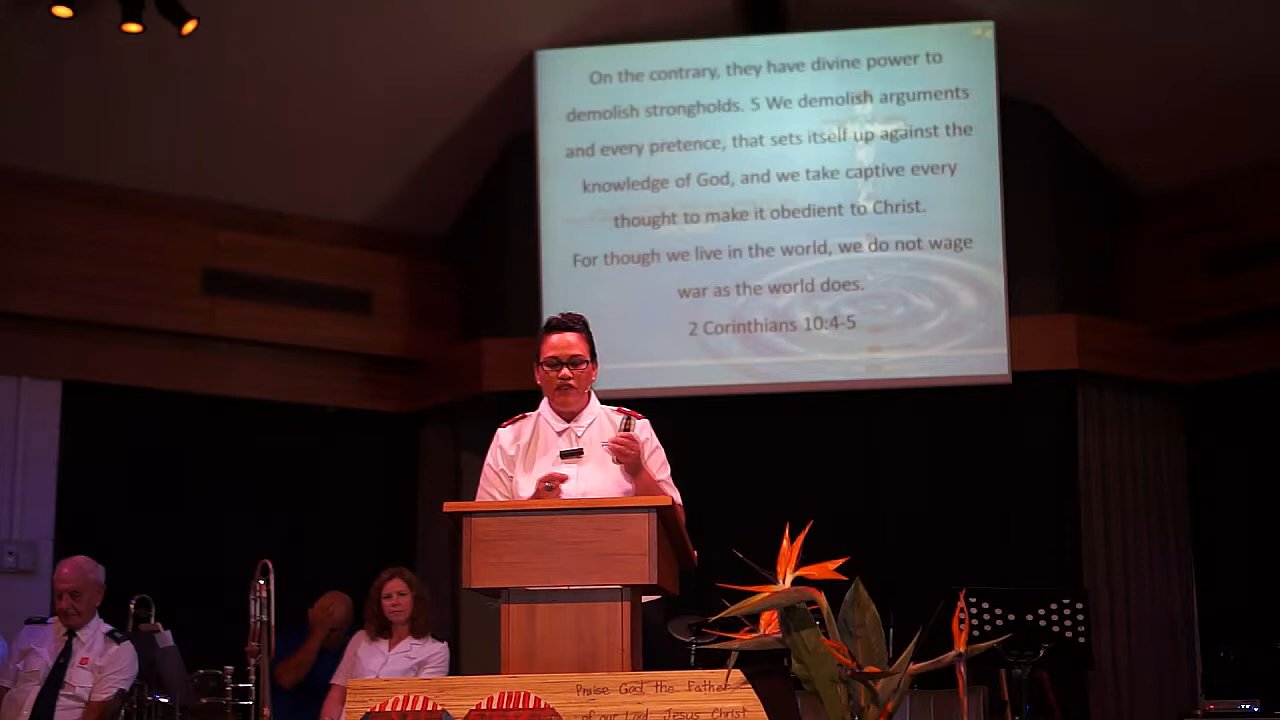 On the contrary, they have divine power to
demolish strongholds. 5 We demolish arguments
and every pretence, that sets itself up against the
knowledge of God, and we take captive every
thought to make it obedient to Christ.
For though we live in the world, we do not wage
war as the world does.
2 Corinthians 10:4-5
Praise God the Father
of our Lord Jesus Christ